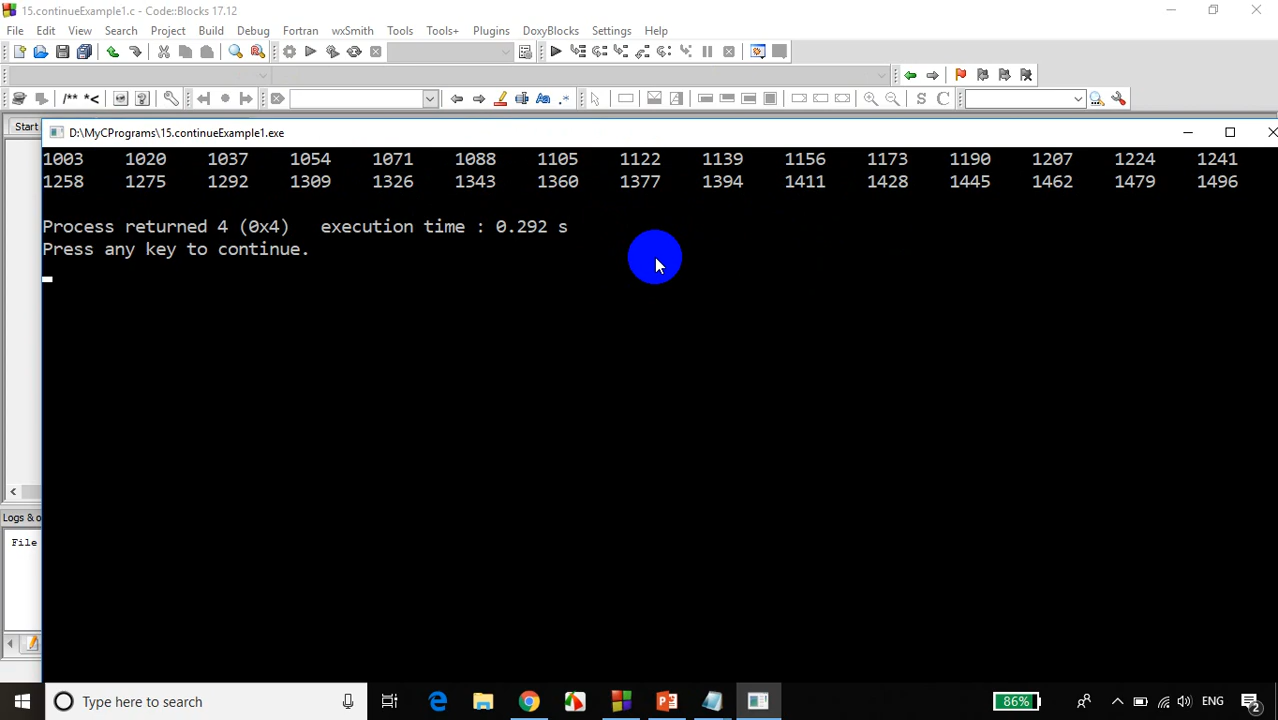 15.continueExample1.c - Code::Blocks 17.12
File Edit View Search Project Build Debug Fortran wxSmith Tools Tools+ Plugins DoxyBlocks Settings Help
/** *< S C
Start
D:\MyCPrograms\15.continueExample1.exe
1003 1020 1037 1054 1071 1088 1105 1122 1139 1156 1173 1190 1207 1224 1241
1258 1275 1292 1309 1326 1343 1360 1377 1394 1411 1428 1445 1462 1479 1496
Process returned 4 (0x4) execution time : 0.292 s
Press any key to continue.
Logs & o
File
Type here to search 86% ENG 2